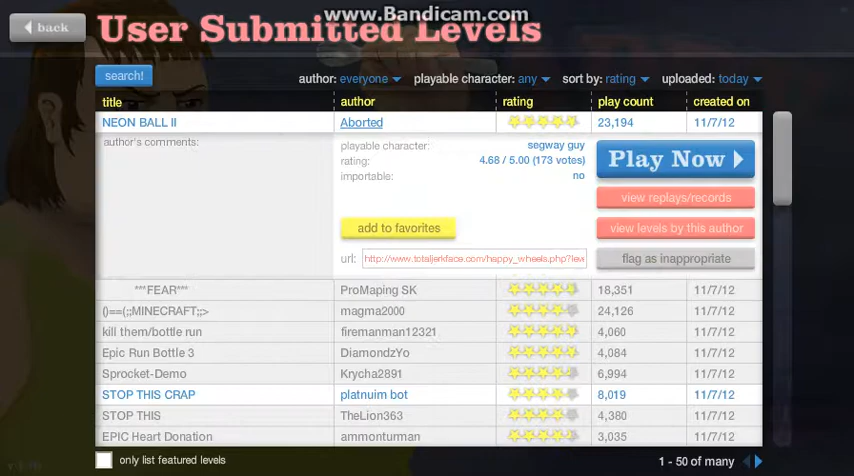 www.Bandicam.com
back
User Submitted Levels
search!
author: everyone playable character: any sort by: rating uploaded: today
title author rating play count created on
NEON BALL II Aborted 23,194 11/7/12
author's comments:
playable character: segway guy
rating: 4.68 / 5.00 (173 votes)
importable: no
Play Now
view replays/records
add to favorites
view levels by this author
url: http://www.totaljerkface.com/happy_wheels.php?lev
flag as inappropriate
***FEAR*** ProMaping SK 18,351 11/7/12
()==(;;MINECRAFT;;> magma2000 24,126 11/7/12
kill them/bottle run firemanman12321 4,060 11/7/12
Epic Run Bottle 3 DiamondzYo 4,084 11/7/12
Sprocket-Demo Krycha2891 6,994 11/7/12
STOP THIS CRAP platnuim bot 8,019 11/7/12
STOP THIS TheLion363 4,380 11/7/12
EPIC Heart Donation ammonturman 3,035 11/7/12
only list featured levels
1 - 50 of many